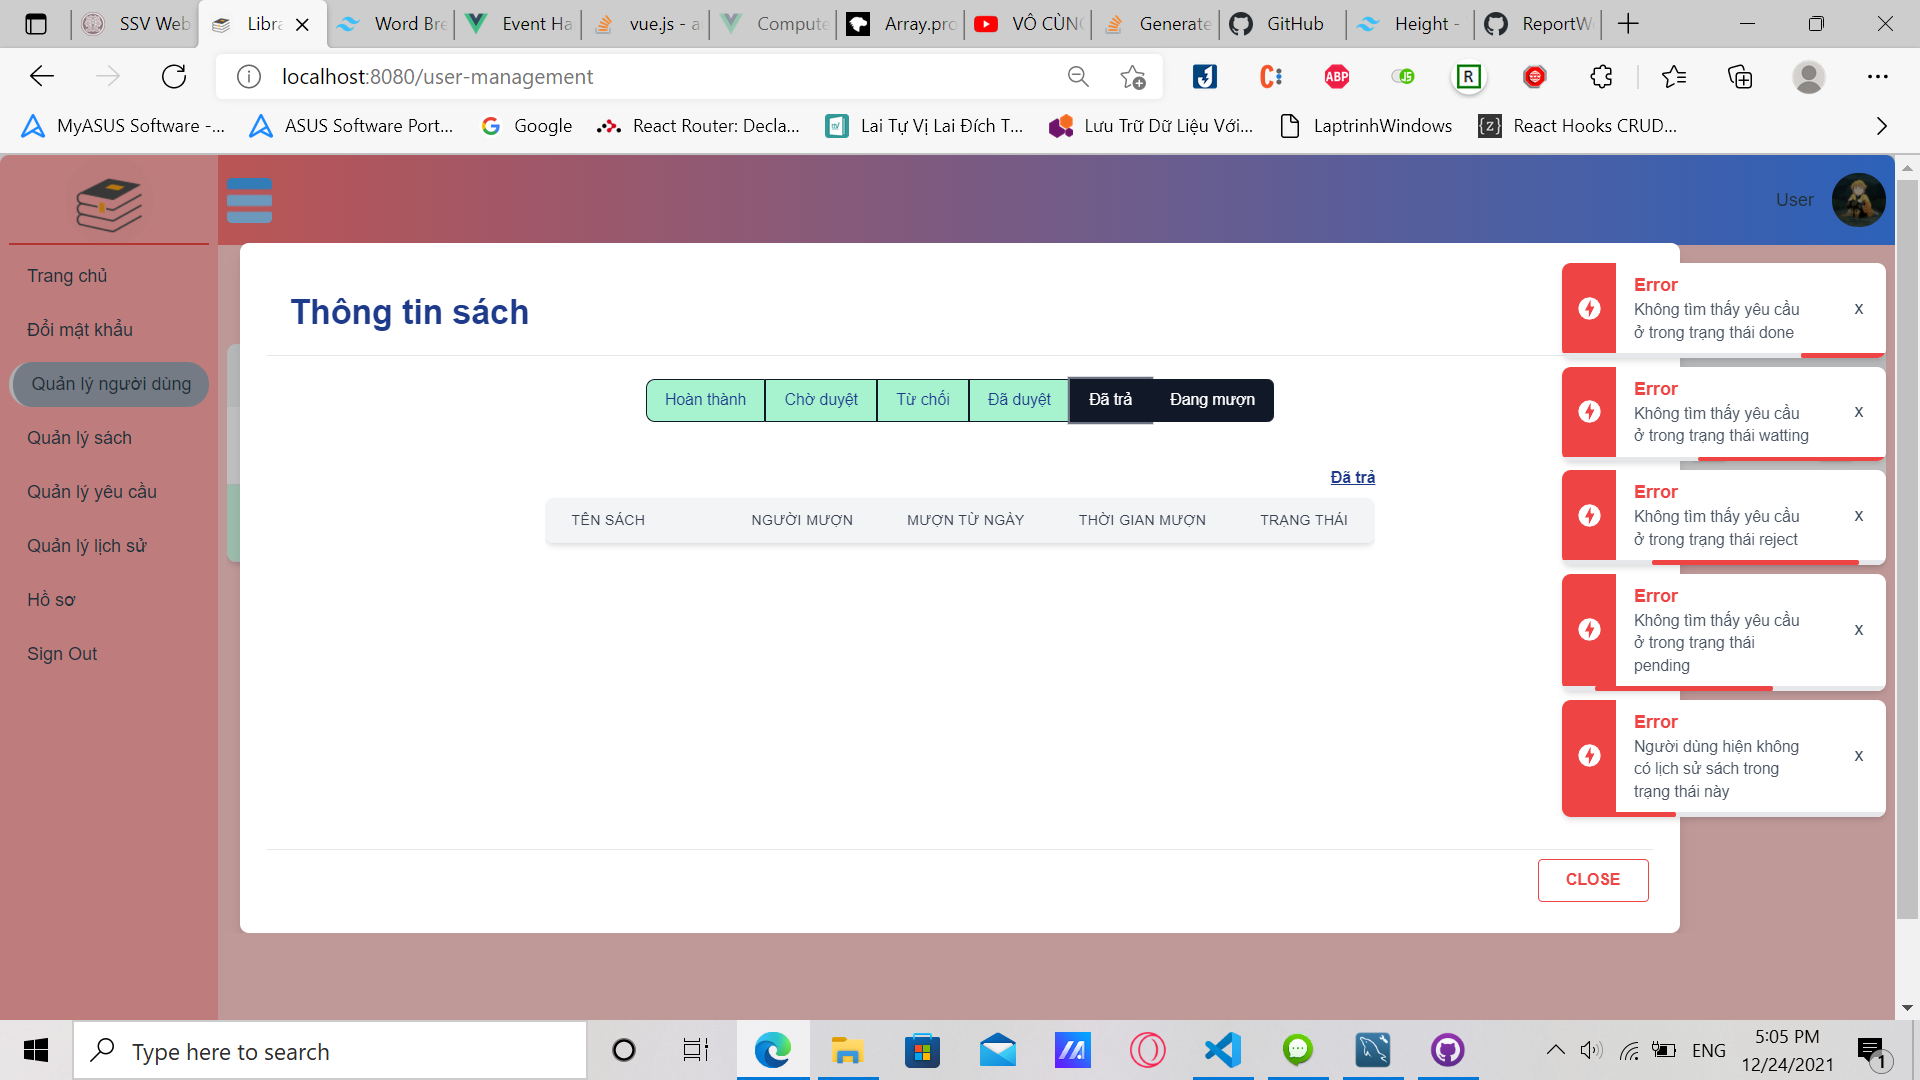 SSV Web
Libra
Word Bre
Event Ha
vue.js - a
Compute
Array.pro
VÔ CÙNG
Generate
GitHub
Height -
ReportW
localhost:8080/user-management
MyASUS Software -...
ASUS Software Port...
Google
React Router: Decla...
Lai Tự Vị Lai Đích T...
Lưu Trữ Dữ Liệu Với...
LaptrinhWindows
React Hooks CRUD...
User
Trang chủ
Đổi mật khẩu
Quản lý người dùng
Quản lý sách
Quản lý yêu cầu
Quản lý lịch sử
Hồ sơ
Sign Out
Thông tin sách
Hoàn thành
Chờ duyệt
Từ chối
Đã duyệt
Đã trả
Đang mượn
Đã trả
TÊN SÁCH
NGƯỜI MƯỢN
MƯỢN TỪ NGÀY
THỜI GIAN MƯỢN
TRẠNG THÁI
CLOSE
Error
Không tìm thấy yêu cầu
ở trong trạng thái done
x
Error
Không tìm thấy yêu cầu
ở trong trạng thái watting
x
Error
Không tìm thấy yêu cầu
ở trong trạng thái reject
x
Error
Không tìm thấy yêu cầu
ở trong trạng thái
pending
x
Error
Người dùng hiện không
có lịch sử sách trong
trạng thái này
x
Type here to search
ENG
5:05 PM
12/24/2021
1